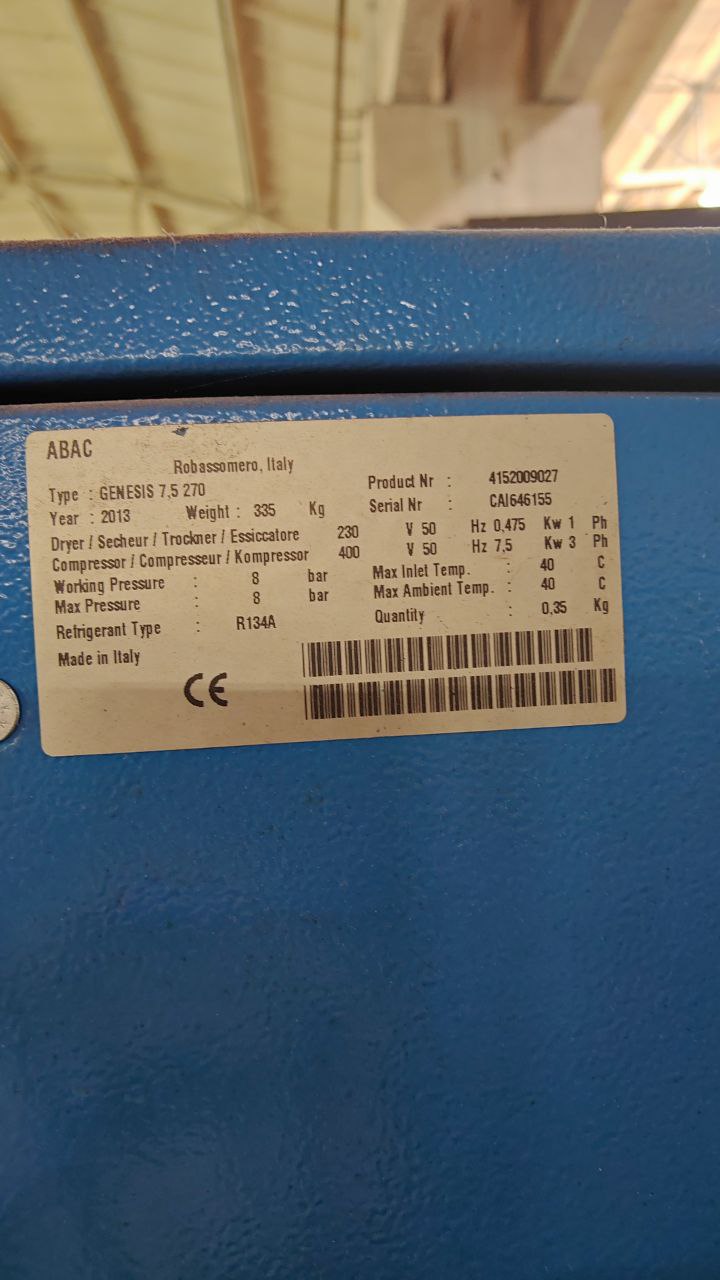 ABAC
Robassomero, Italy
Type : GENESIS 7,5 270 Product Nr : 4152009027
Year : 2013 Weight : 335 Kg Serial Nr : CAI646155
Dryer / Secheur / Trockner / Essiccatore 230 V 50 Hz 0,475 Kw 1 Ph
Compressor / Compresseur / Kompressor 400 V 50 Hz 7,5 Kw 3 Ph
Working Pressure : 8 bar Max Inlet Temp. : 40 C
Max Pressure : 8 bar Max Ambient Temp. : 40 C
Refrigerant Type : R134A Quantity : 0,35 Kg
Made in Italy
CE